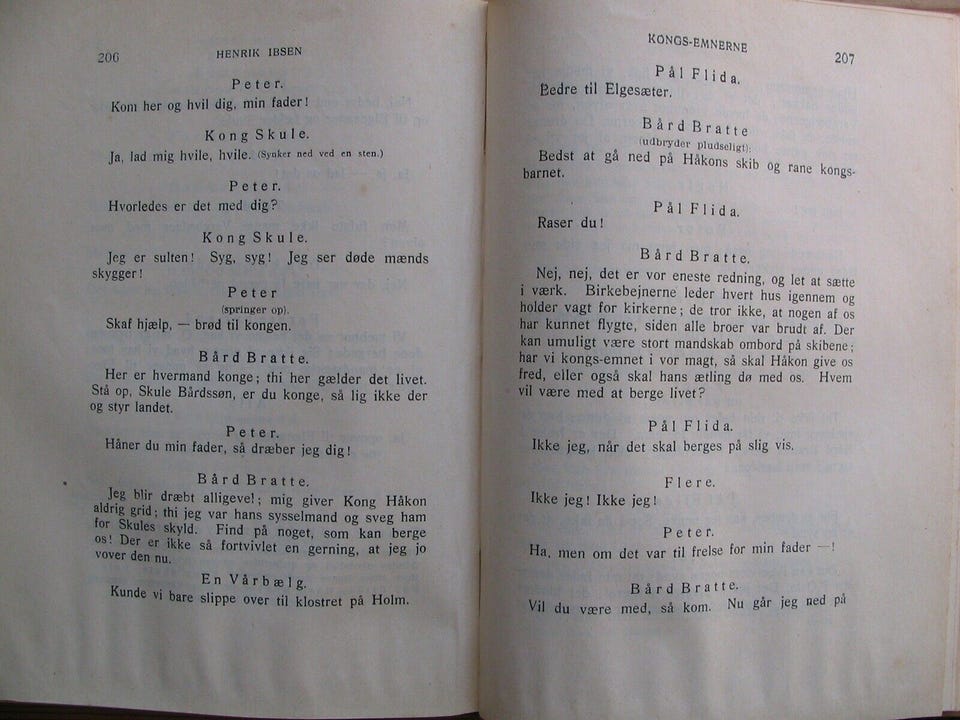 206
HENRIK IBSEN
Peter.
Kom her og hvil dig, min fader!
Kong Skule.
Ja, lad mig hvile, hvile. (Synker ned ved en sten.)
Peter.
Hvorledes er det med dig?
Kong Skule.
Jeg er sulten! Syg, syg! Jeg ser døde mænds
skygger!
Peter
(springer op).
Skaf hjælp, — brød til kongen.
Bård Bratte.
Her er hvermand konge; thi her gælder det livet.
Stå op, Skule Bårdssøn, er du konge, så lig ikke der
og styr landet.
Peter.
Håner du min fader, så dræber jeg dig!
Bård Bratte.
Jeg blir dræbt alligevel; mig giver Kong Håkon
aldrig grid; thi jeg var hans sysselmand og sveg ham
for Skules skyld. Find på noget, som kan berge
os! Der er ikke så fortvivlet en gerning, at jeg jo
vover den nu.
En Vårbælg.
Kunde vi bare slippe over til klostret på Holm.
KONGS-EMNERNE
207
Pål Flida.
Bedre til Elgesæter.
Bård Bratte
(udbryder pludseligt):
Bedst at gå ned på Håkons skib og rane kongs-
barnet.
Pål Flida.
Raser du!
Bård Bratte.
Nej, nej, det er vor eneste redning, og let at sætte
i værk. Birkebejnerne leder hvert hus igennem og
holder vagt for kirkerne; de tror ikke, at nogen af os
har kunnet flygte, siden alle broer var brudt af. Der
kan umuligt være stort mandskab ombord på skibene;
har vi kongs-emnet i vor magt, så skal Håkon give os
fred, eller også skal hans ætling dø med os. Hvem
vil være med at berge livet?
Pål Flida.
Ikke jeg, når det skal berges på slig vis.
Flere.
Ikke jeg! Ikke jeg!
Peter.
Ha, men om det var til frelse for min fader —!
Bård Bratte.
Vil du være med, så kom. Nu går jeg ned på